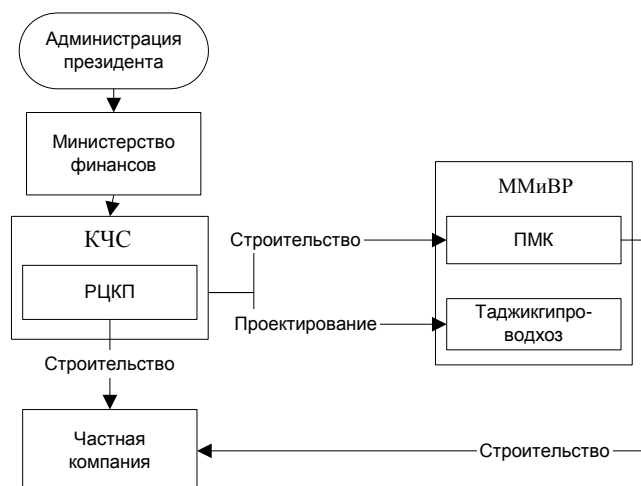 Администрация
президента
Министерство
финансов
КЧС
РЦКП
Строительство
Частная
компания
Строительство
Проектирование
ММиВР
ПМК
Таджикгипро-
водхоз
Строительство